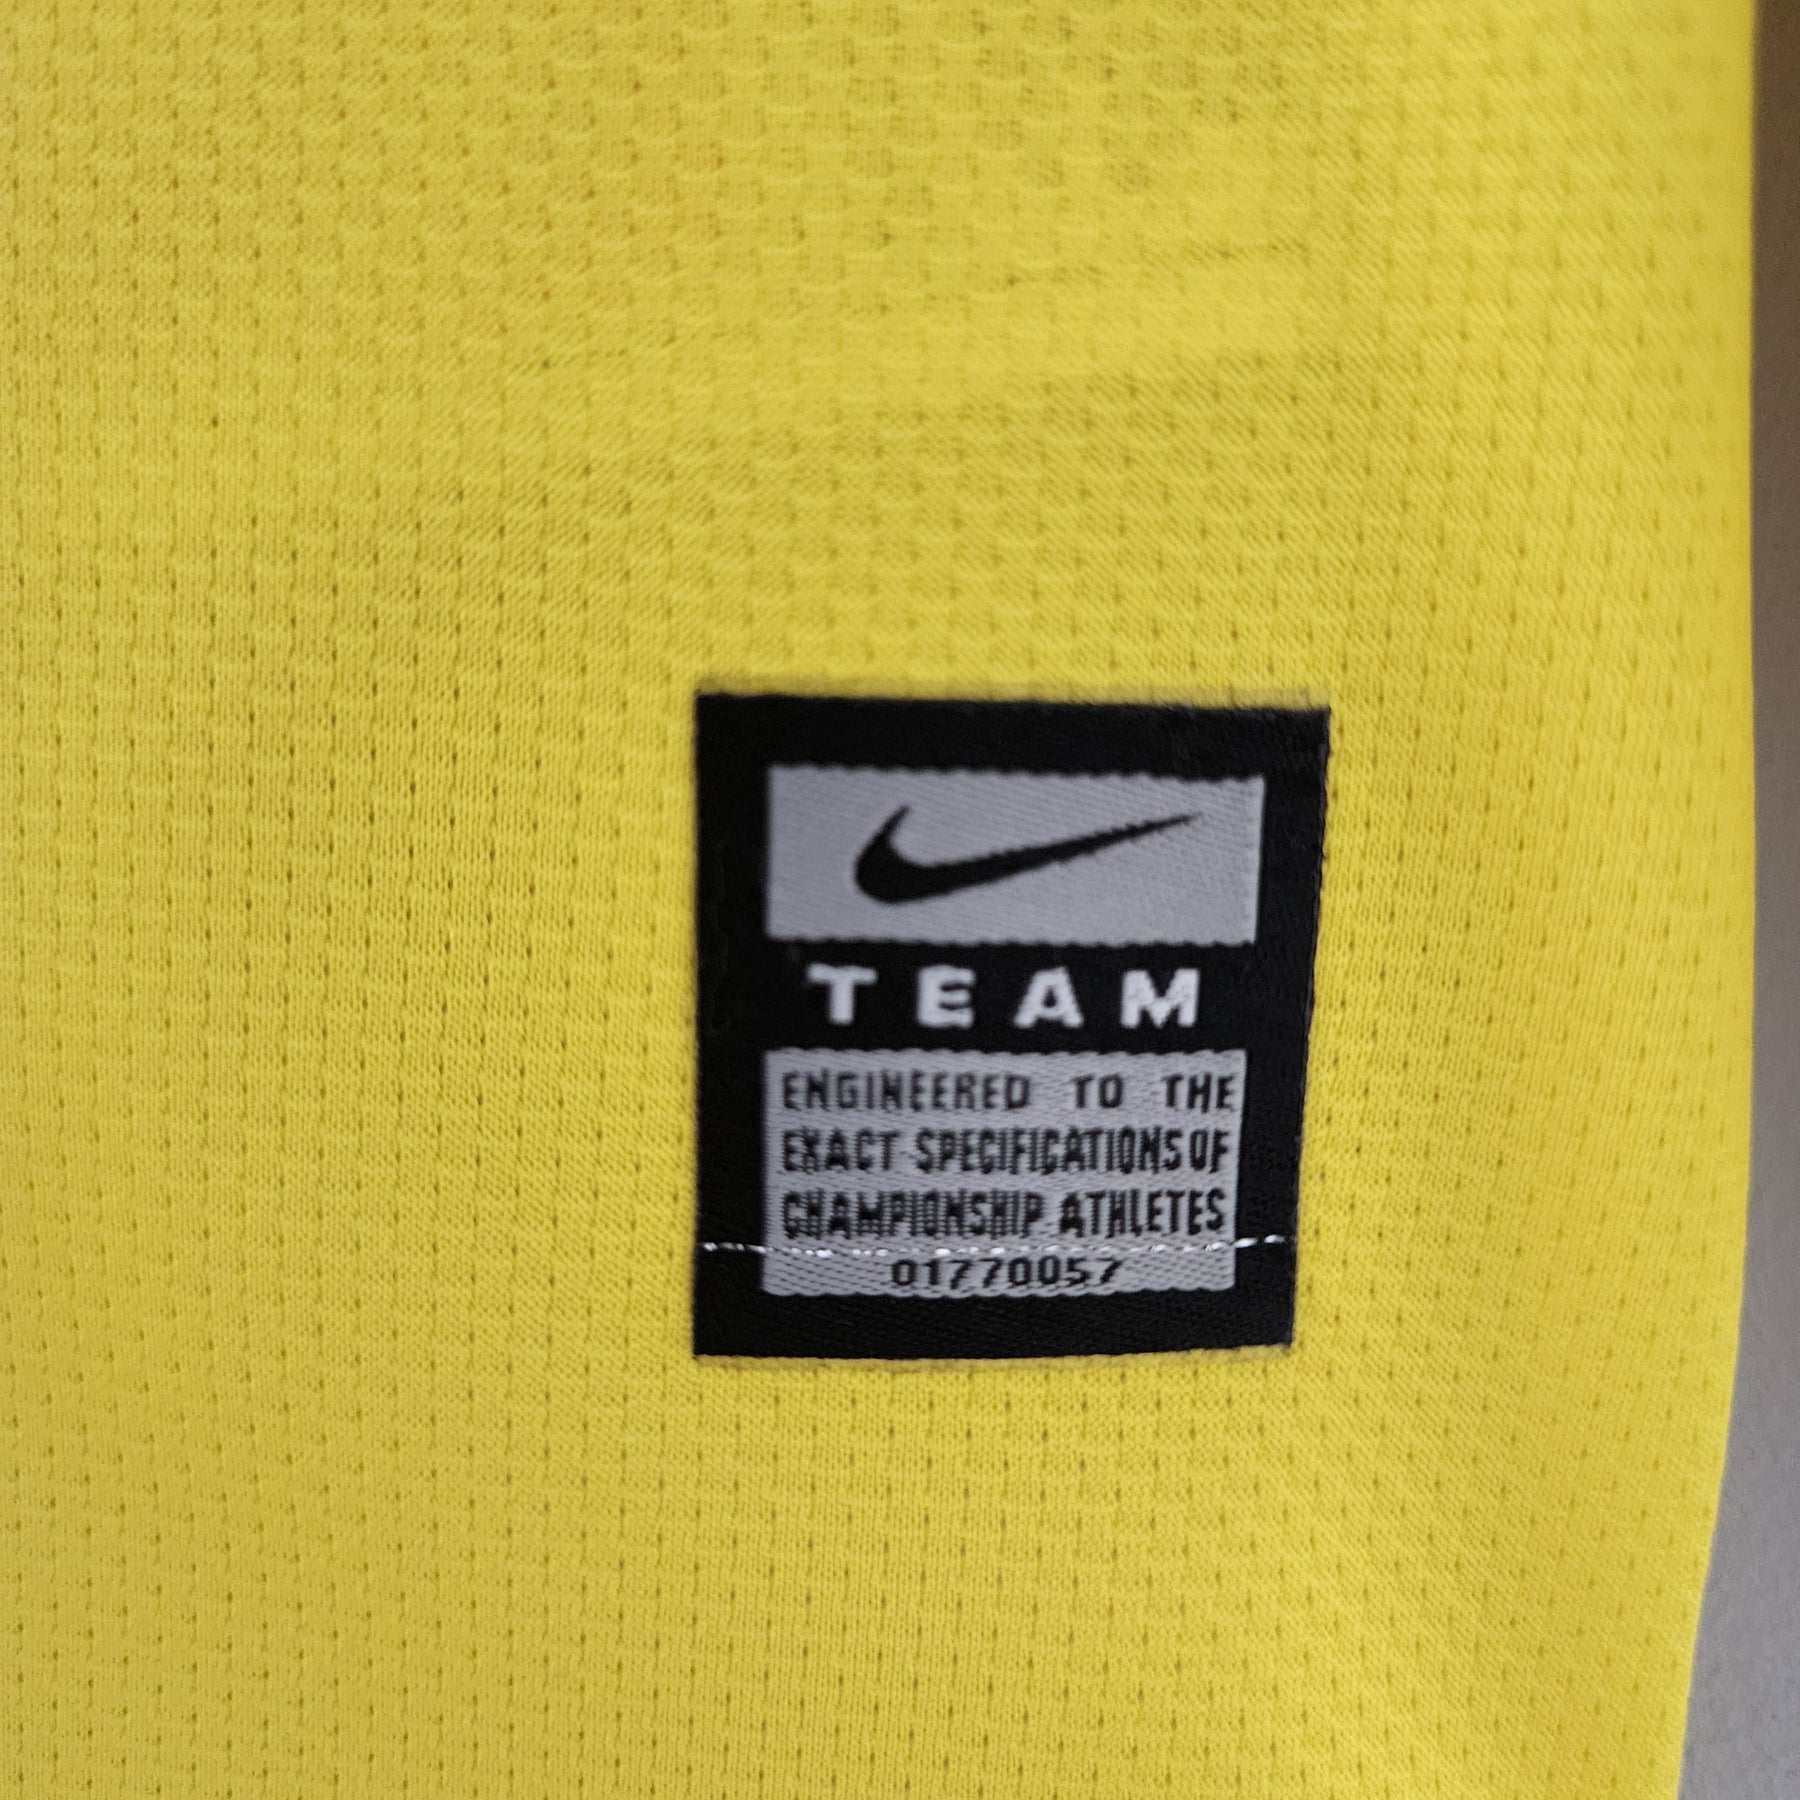 TEAM
ENGINEERED TO THE
EXACT SPECIFICATIONS OF
CHAMPIONSHIP ATHLETES
01770057